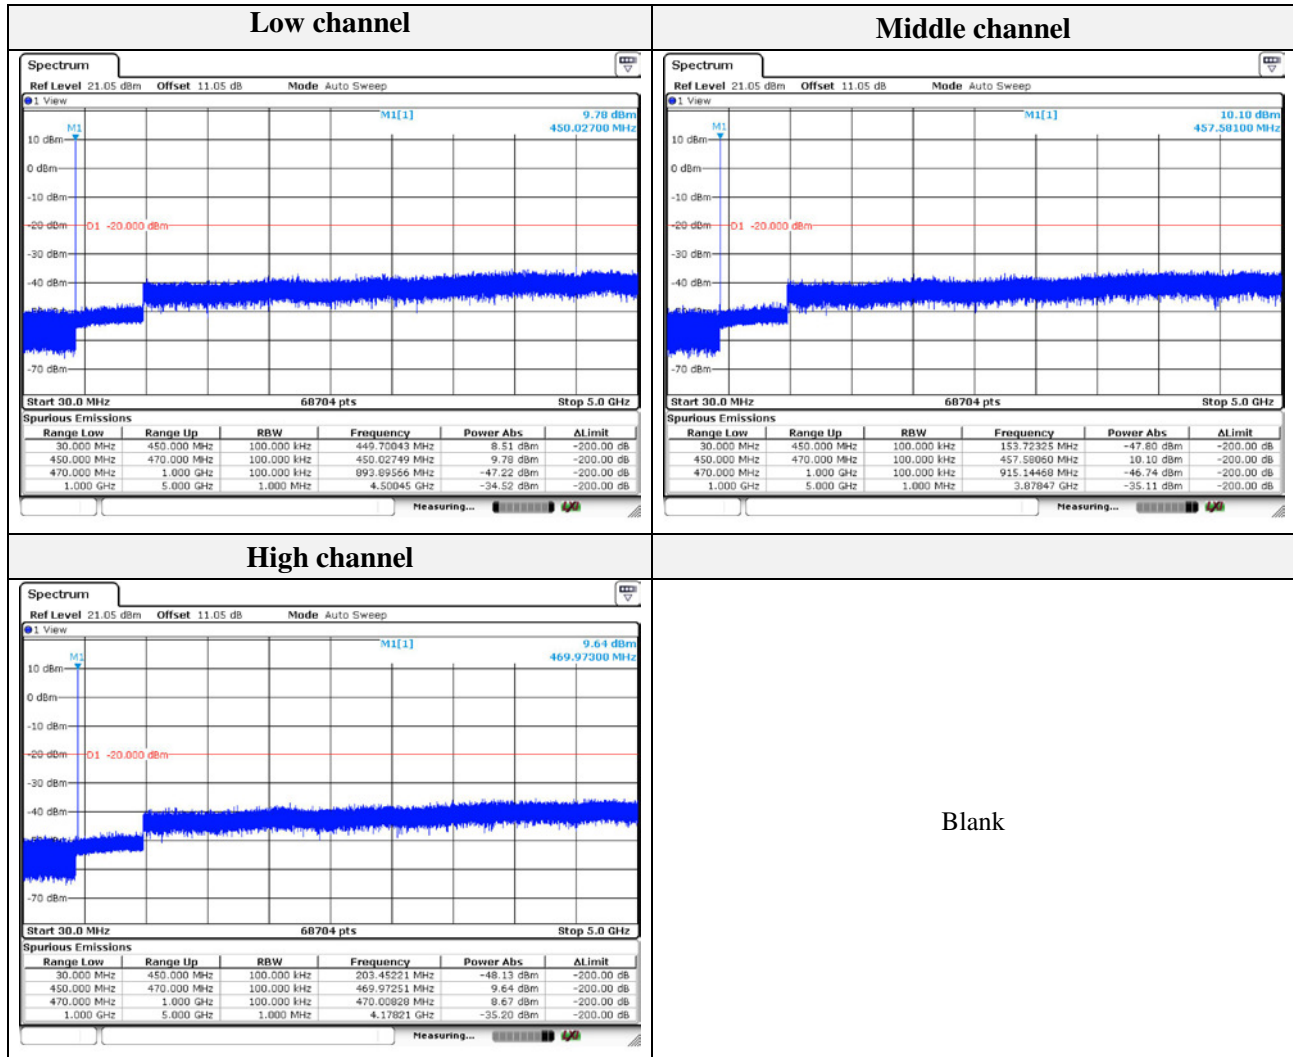 Low channel
Middle channel
Spectrum
Ref Level 21.05 dBm Offset 11.05 dB Mode Auto Sweep
1 View
M1[1] 9.78 dBm
450.02700 MHz
M1
10 dBm
0 dBm
-10 dBm
-20 dBm
D1 -20.000 dBm
-30 dBm
-40 dBm
-70 dBm
Start 30.0 MHz 68704 pts Stop 5.0 GHz
Spurious Emissions
Range Low Range Up RBW Frequency Power Abs ΔLimit
30.000 MHz 450.000 MHz 100.000 kHz 449.70043 MHz 8.51 dBm -200.00 dB
450.000 MHz 470.000 MHz 100.000 kHz 450.02749 MHz 9.78 dBm -200.00 dB
470.000 MHz 1.000 GHz 100.000 kHz 893.89566 MHz -47.22 dBm -200.00 dB
1.000 GHz 5.000 GHz 1.000 MHz 4.50045 GHz -34.52 dBm -200.00 dB
Measuring...
Spectrum
Ref Level 21.05 dBm Offset 11.05 dB Mode Auto Sweep
1 View
M1[1] 10.10 dBm
457.58100 MHz
M1
10 dBm
0 dBm
-10 dBm
-20 dBm
D1 -20.000 dBm
-30 dBm
-40 dBm
-70 dBm
Start 30.0 MHz 68704 pts Stop 5.0 GHz
Spurious Emissions
Range Low Range Up RBW Frequency Power Abs ΔLimit
30.000 MHz 450.000 MHz 100.000 kHz 153.72325 MHz -47.80 dBm -200.00 dB
450.000 MHz 470.000 MHz 100.000 kHz 457.58060 MHz 10.10 dBm -200.00 dB
470.000 MHz 1.000 GHz 100.000 kHz 915.14468 MHz -46.74 dBm -200.00 dB
1.000 GHz 5.000 GHz 1.000 MHz 3.87847 GHz -35.11 dBm -200.00 dB
Measuring...
High channel
Spectrum
Ref Level 21.05 dBm Offset 11.05 dB Mode Auto Sweep
1 View
M1[1] 9.64 dBm
469.97300 MHz
M1
10 dBm
0 dBm
-10 dBm
-20 dBm
D1 -20.000 dBm
-30 dBm
-40 dBm
-70 dBm
Start 30.0 MHz 68704 pts Stop 5.0 GHz
Spurious Emissions
Range Low Range Up RBW Frequency Power Abs ΔLimit
30.000 MHz 450.000 MHz 100.000 kHz 203.45221 MHz -48.13 dBm -200.00 dB
450.000 MHz 470.000 MHz 100.000 kHz 469.97251 MHz 9.64 dBm -200.00 dB
470.000 MHz 1.000 GHz 100.000 kHz 470.00828 MHz 8.67 dBm -200.00 dB
1.000 GHz 5.000 GHz 1.000 MHz 4.17821 GHz -35.20 dBm -200.00 dB
Measuring...
Blank